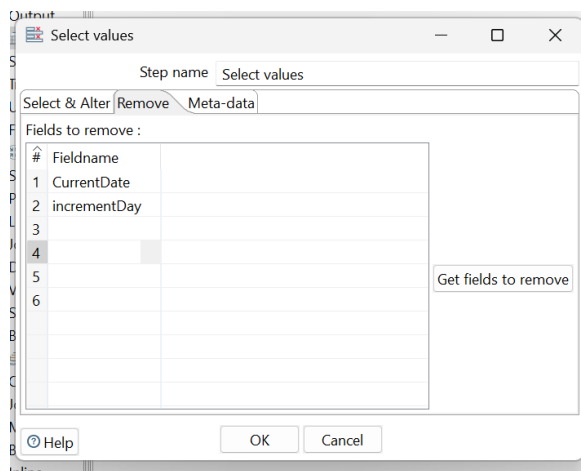 Output
Select values
Step name Select values
Select & Alter Remove Meta-data
Fields to remove :
# Fieldname
1 CurrentDate
2 incrementDay
3
4
5
6
Get fields to remove
Help OK Cancel